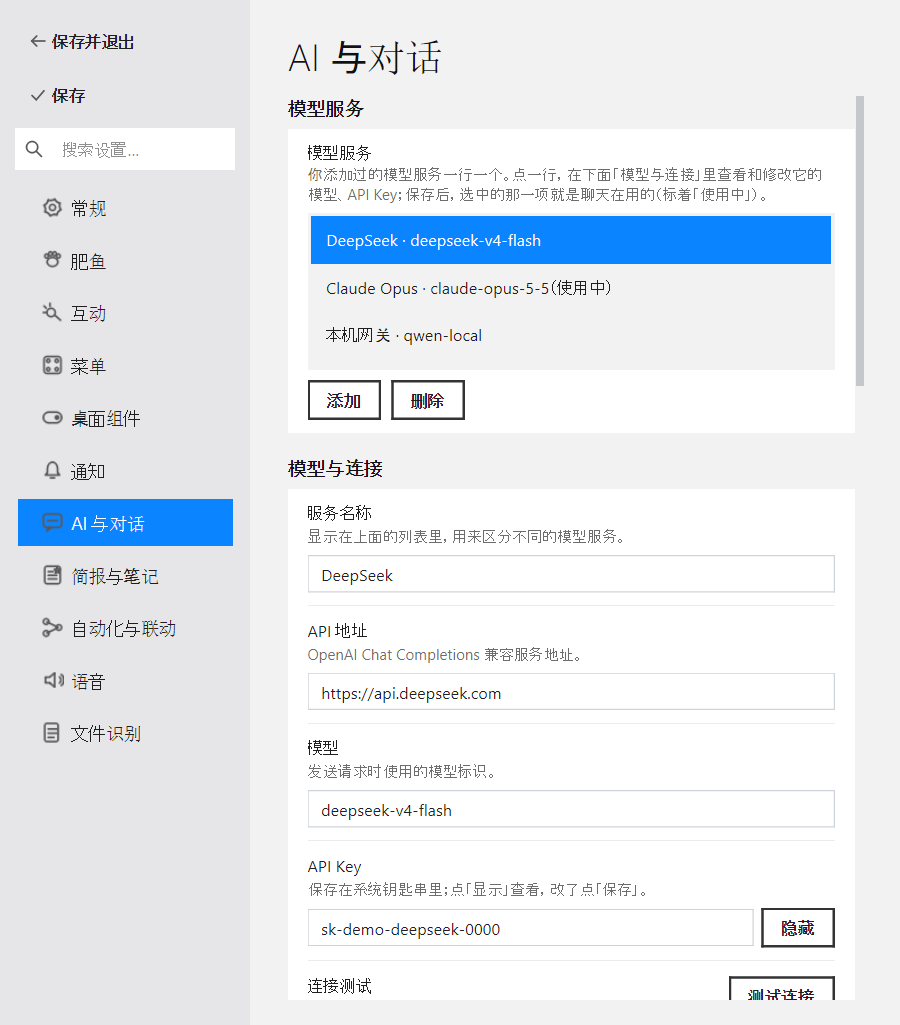 保存并退出
保存
搜索设置...
常规
肥鱼
互动
菜单
桌面组件
通知
AI 与对话
简报与笔记
自动化与联动
语音
文件识别
AI 与对话
模型服务
模型服务
你添加过的模型服务一行一个。点一行，在下面「模型与连接」里查看和修改它的
模型、API Key；保存后，选中的那一项就是聊天在用的（标着「使用中」）。
DeepSeek · deepseek-v4-flash
Claude Opus · claude-opus-5-5（使用中）
本机网关 · qwen-local
添加
删除
模型与连接
服务名称
显示在上面的列表里，用来区分不同的模型服务。
DeepSeek
API 地址
OpenAI Chat Completions 兼容服务地址。
https://api.deepseek.com
模型
发送请求时使用的模型标识。
deepseek-v4-flash
API Key
保存在系统钥匙串里；点「显示」查看，改了点「保存」。
sk-demo-deepseek-0000
隐藏
连接测试
测试连接